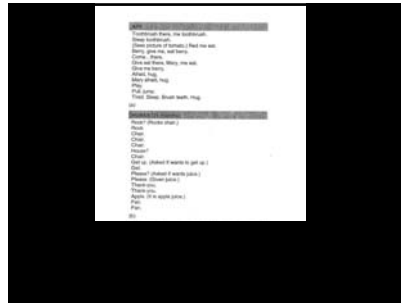 Toothbrush there, me toothbrush.
Sleep toothbrush.
(Sees picture of tomato.) Red me eat.
Berry, give me, eat berry.
Come, there.
Give eat there, Mary, me eat.
Give me berry.
Afraid, hug.
Mary afraid, hug.
Play.
Pull, jump.
Tired. Sleep. Brush teeth. Hug.
(a)
Rock? (Rocks chair.)
Rock.
Chair.
Chair.
Chair.
House?
Chair.
Get up. (Asked if wants to get up.)
Get.
Please? (Asked if wants juice.)
Please. (Given juice.)
Thank you.
Thank you.
Apple. (It is apple juice.)
(b)